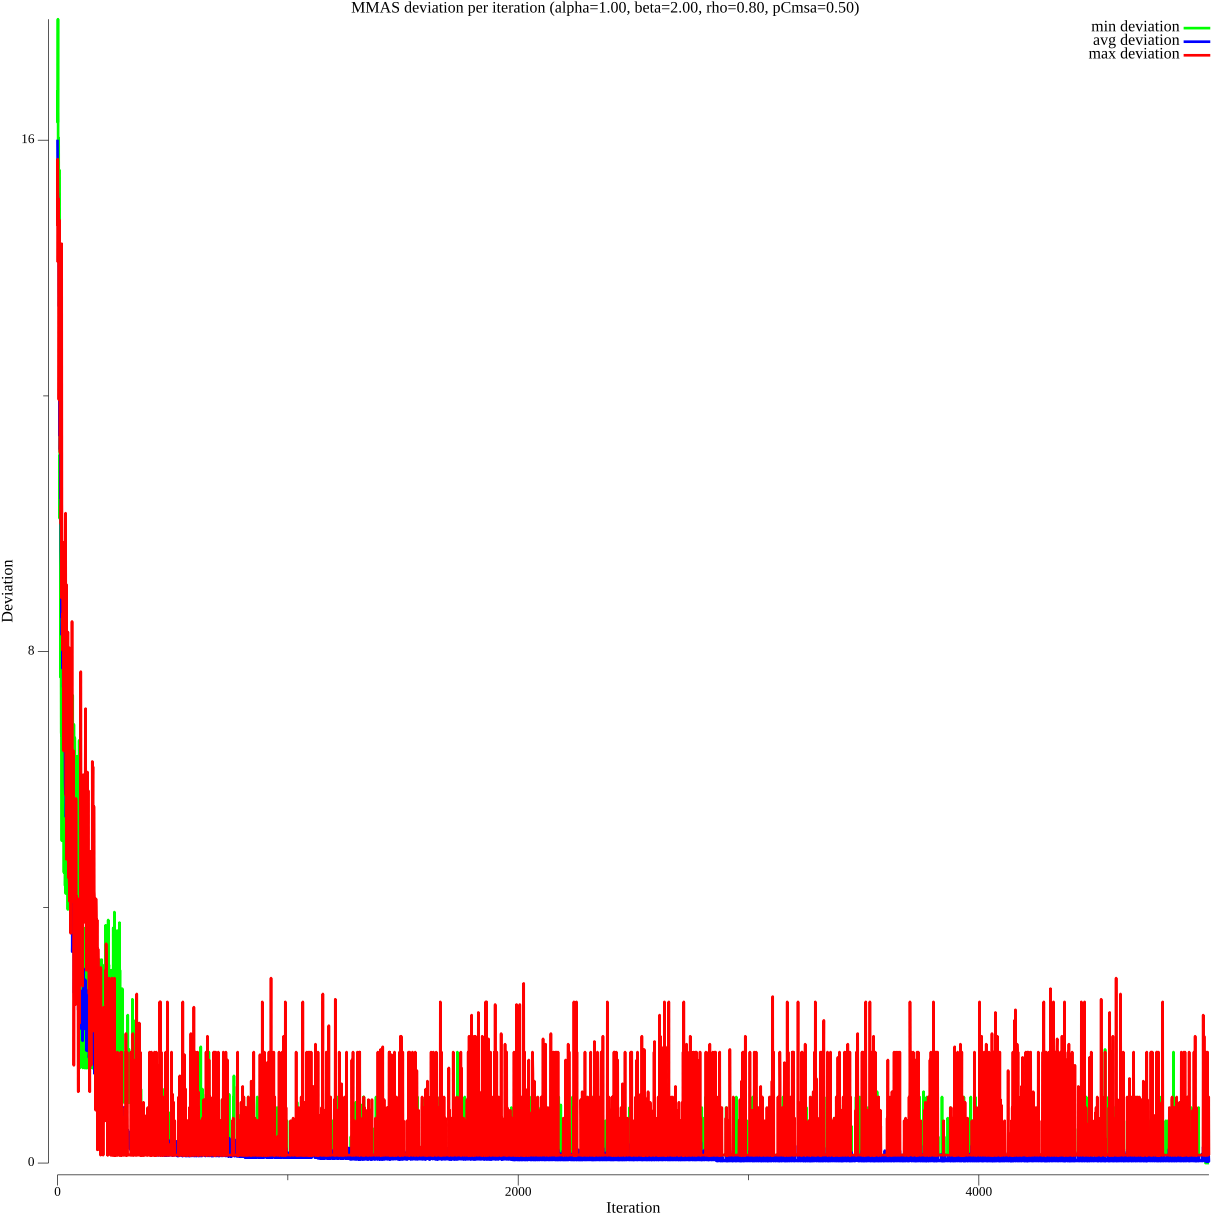 MMAS deviation per iteration (alpha=1.00, beta=2.00, rho=0.80, pCmsa=0.50)
min deviation
avg deviation
max deviation
16
8
0
Deviation
0 2000 4000
Iteration